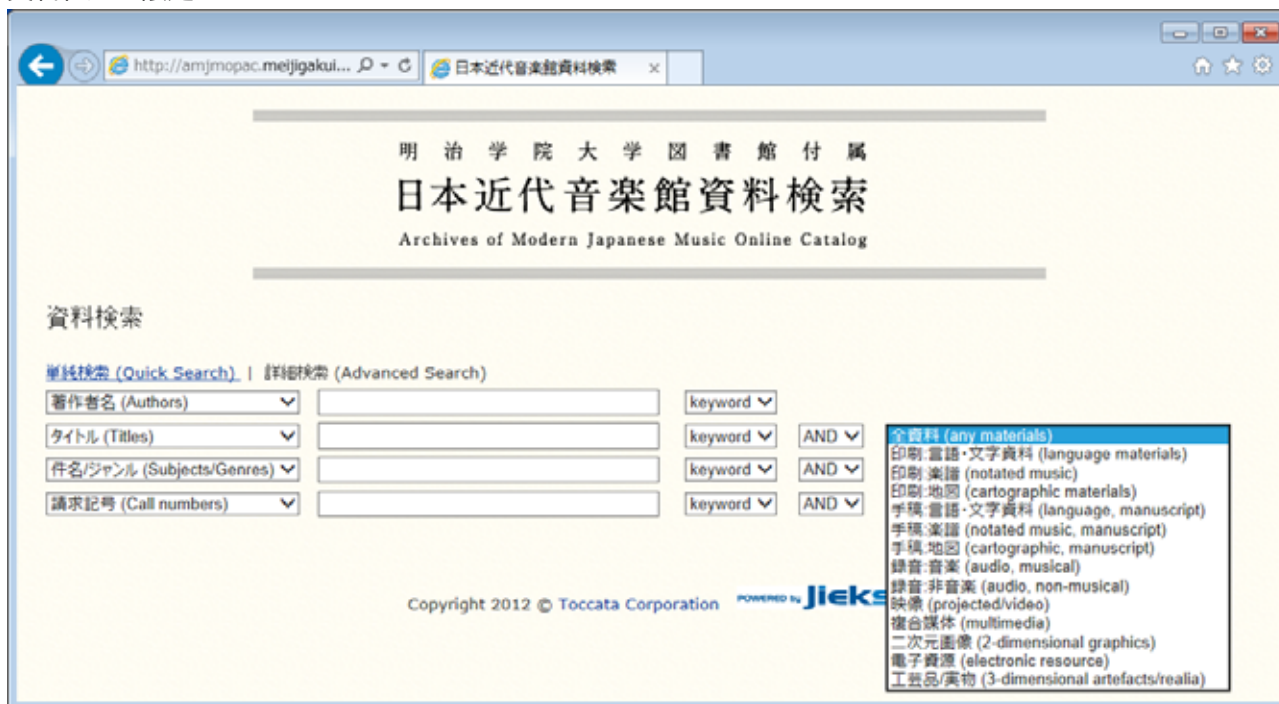 http://amjmopac.meijigakui...
日本近代音楽館資料検索
明治学院大学図書館付属
日本近代音楽館資料検索
Archives of Modern Japanese Music Online Catalog
資料検索
単純検索 (Quick Search) | 詳細検索 (Advanced Search)
著作者名 (Authors) keyword
タイトル (Titles) keyword AND
件名/ジャンル (Subjects/Genres) keyword AND
請求記号 (Call numbers) keyword AND
全資料 (any materials)
印刷:言語・文字資料 (language materials)
印刷:楽譜 (notated music)
印刷:地図 (cartographic materials)
手稿:言語・文字資料 (language, manuscript)
手稿:楽譜 (notated music, manuscript)
手稿:地図 (cartographic, manuscript)
録音:音楽 (audio, musical)
録音:非音楽 (audio, non-musical)
映像 (projected/video)
複合媒体 (multimedia)
二次元画像 (2-dimensional graphics)
電子資源 (electronic resource)
工芸品/実物 (3-dimensional artefacts/realia)
Copyright 2012 © Toccata Corporation POWERED by Jieks